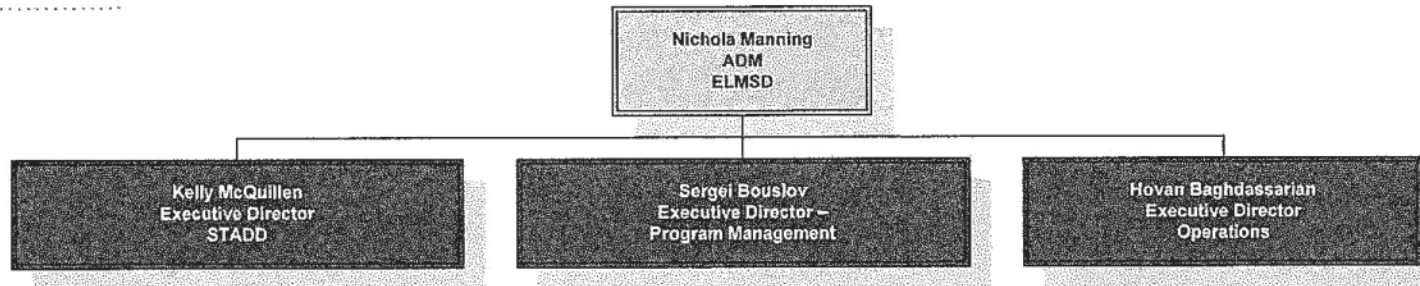 Nichola Manning
ADM
ELMSD
Kelly McQuillen
Executive Director
STADD
Sergei Bouslov
Executive Director –
Program Management
Hovan Baghdassarian
Executive Director
Operations